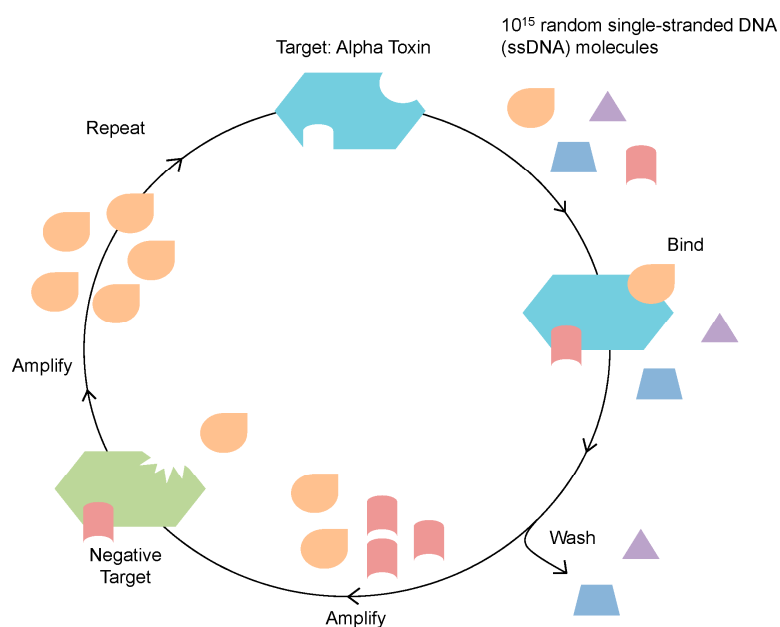 10¹⁵ random single-stranded DNA
(ssDNA) molecules
Target: Alpha Toxin
Repeat
Bind
Amplify
Wash
Negative
Target
Amplify